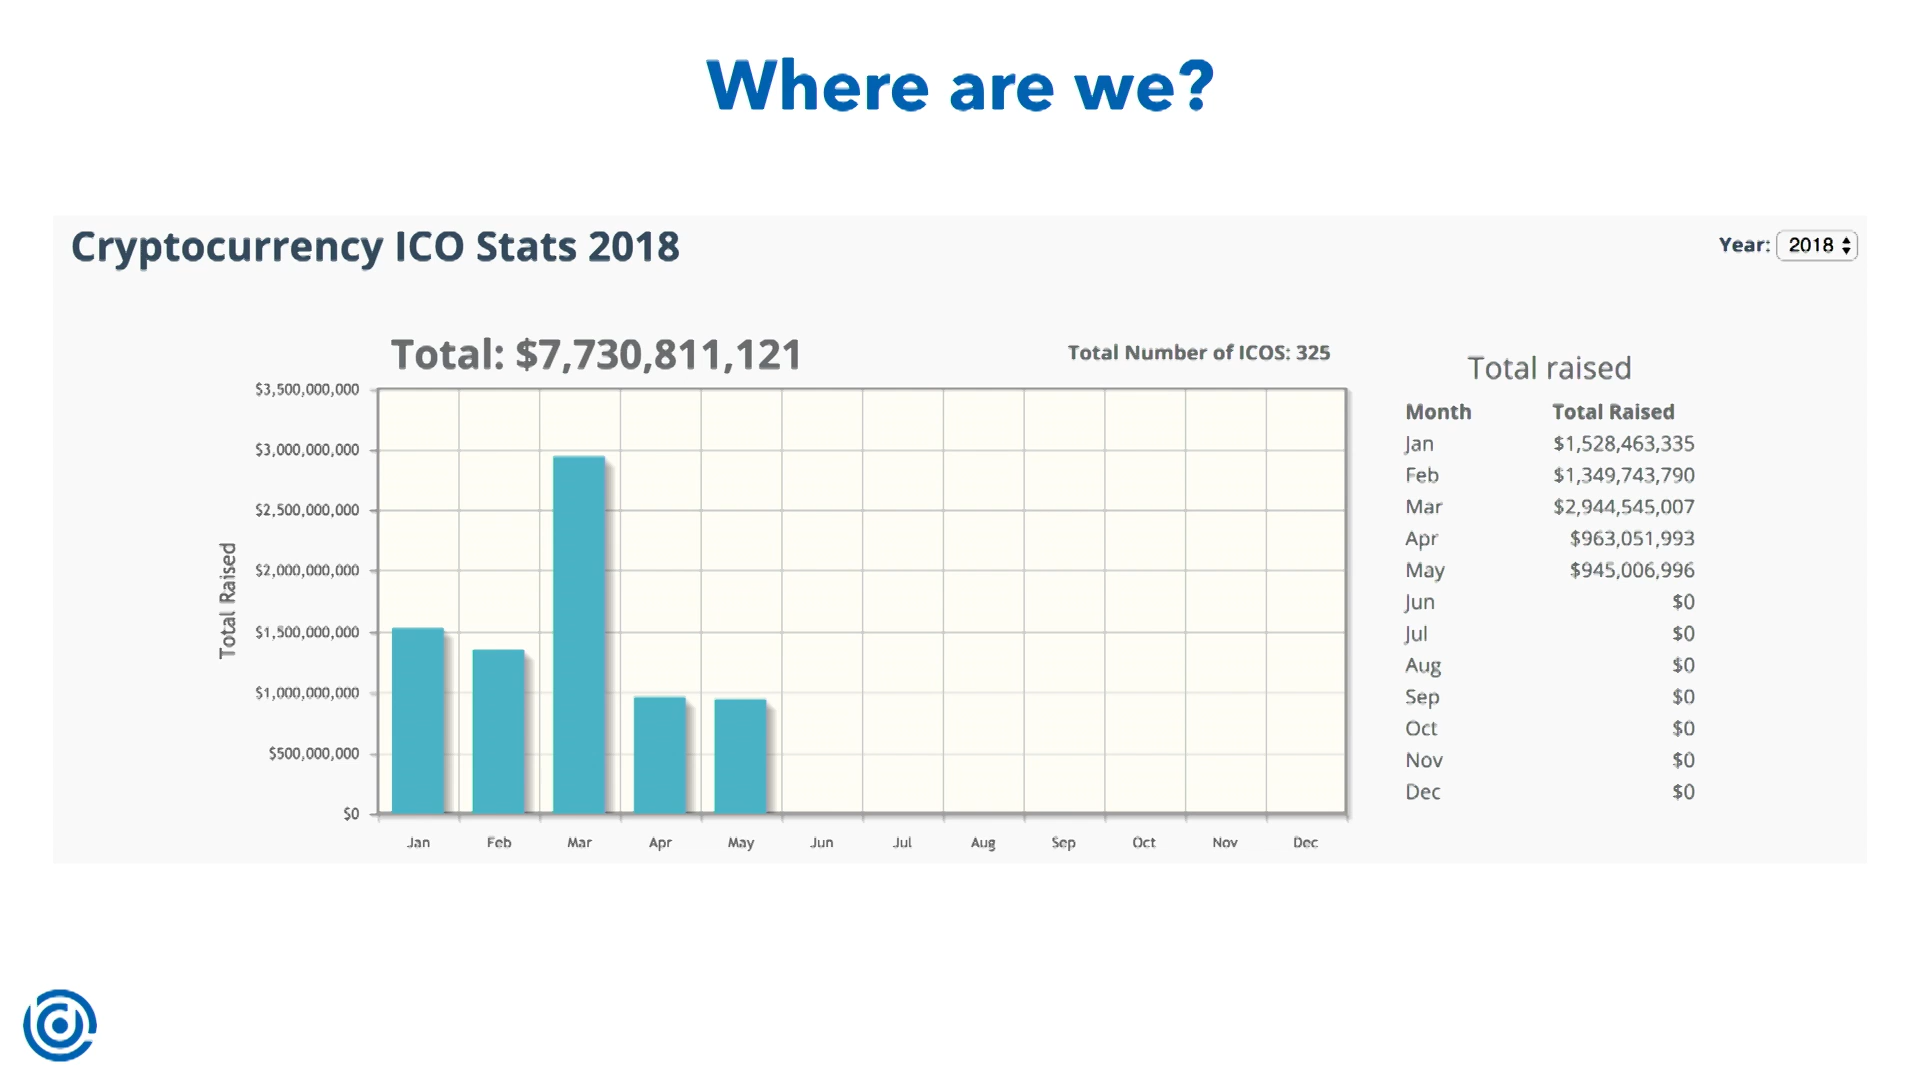 Where are we?
Cryptocurrency ICO Stats 2018
Year: 2018
Total: $7,730,811,121
Total Number of ICOS: 325
Total Raised
$3,500,000,000
$3,000,000,000
$2,500,000,000
$2,000,000,000
$1,500,000,000
$1,000,000,000
$500,000,000
$0
Jan Feb Mar Apr May Jun Jul Aug Sep Oct Nov Dec
Total raised
Month Total Raised
Jan $1,528,463,335
Feb $1,349,743,790
Mar $2,944,545,007
Apr $963,051,993
May $945,006,996
Jun $0
Jul $0
Aug $0
Sep $0
Oct $0
Nov $0
Dec $0